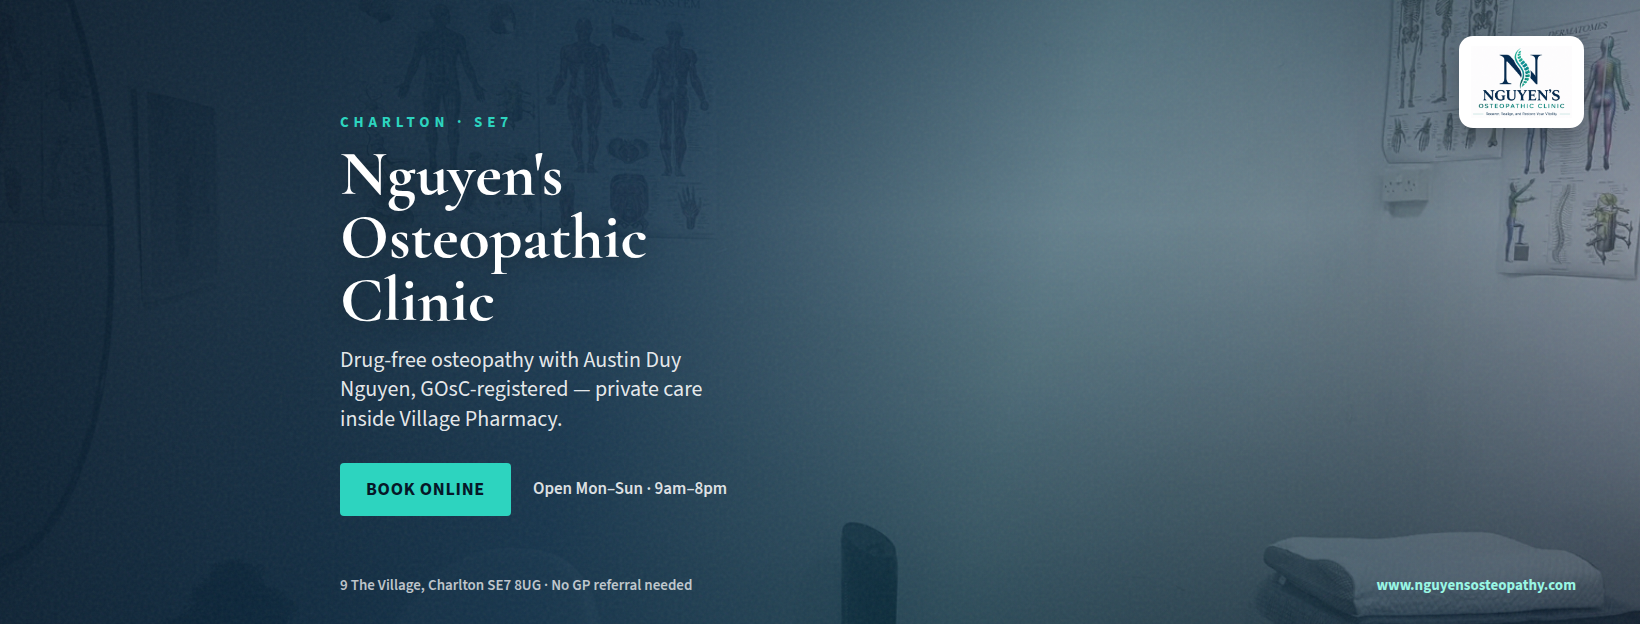 CHARLTON · SE7
Nguyen's
Osteopathic
Clinic
Drug-free osteopathy with Austin Duy
Nguyen, GOsC-registered — private care
inside Village Pharmacy.
BOOK ONLINE
Open Mon–Sun · 9am–8pm
9 The Village, Charlton SE7 8UG · No GP referral needed
www.nguyensosteopathy.com
NGUYEN'S
OSTEOPATHIC CLINIC
DERMATOMES